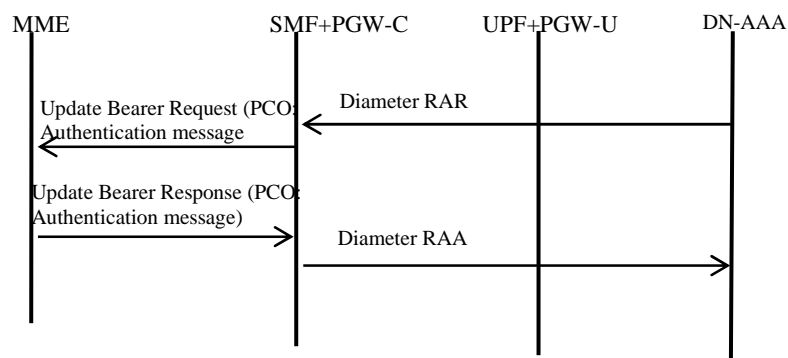 MME
SMF+PGW-C
UPF+PGW-U
DN-AAA
Diameter RAR
Update Bearer Request (PCO:
Authentication message
Update Bearer Response (PCO:
Authentication message)
Diameter RAA